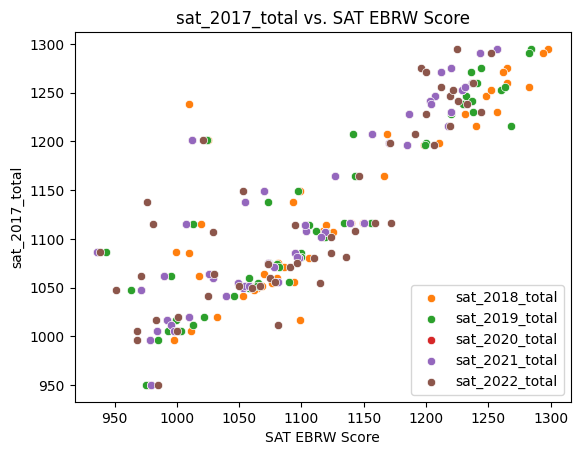 sat_2017_total vs. SAT EBRW Score
sat_2017_total
1300
1250
1200
1150
1100
1050
1000
950
950
1000
1050
1100
1150
1200
1250
1300
SAT EBRW Score
sat_2018_total
sat_2019_total
sat_2020_total
sat_2021_total
sat_2022_total